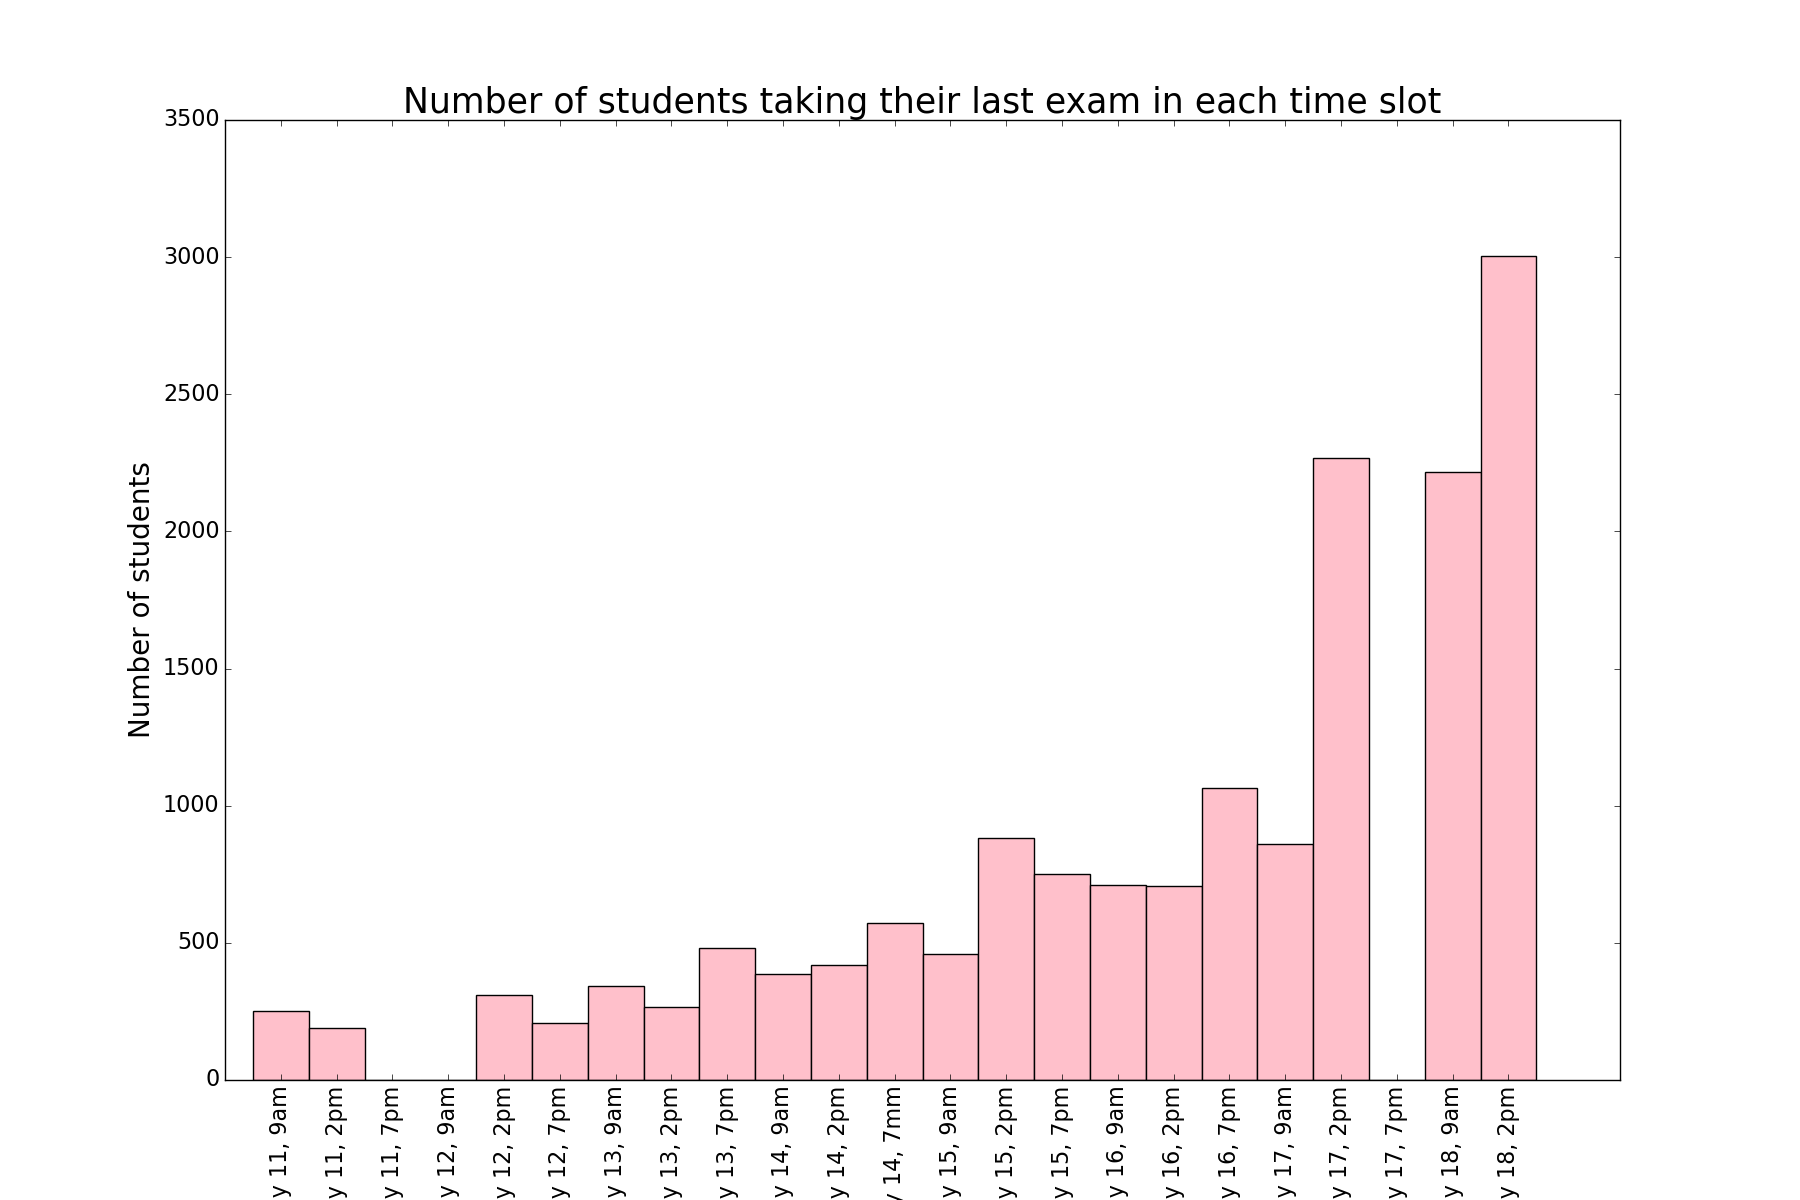 Number of students taking their last exam in each time slot
Number of students
3500
3000
2500
2000
1500
1000
500
0
y 11, 9am
y 11, 2pm
y 11, 7pm
y 12, 9am
y 12, 2pm
y 12, 7pm
y 13, 9am
y 13, 2pm
y 13, 7pm
y 14, 9am
y 14, 2pm
y 14, 7mm
y 15, 9am
y 15, 2pm
y 15, 7pm
y 16, 9am
y 16, 2pm
y 16, 7pm
y 17, 9am
y 17, 2pm
y 17, 7pm
y 18, 9am
y 18, 2pm